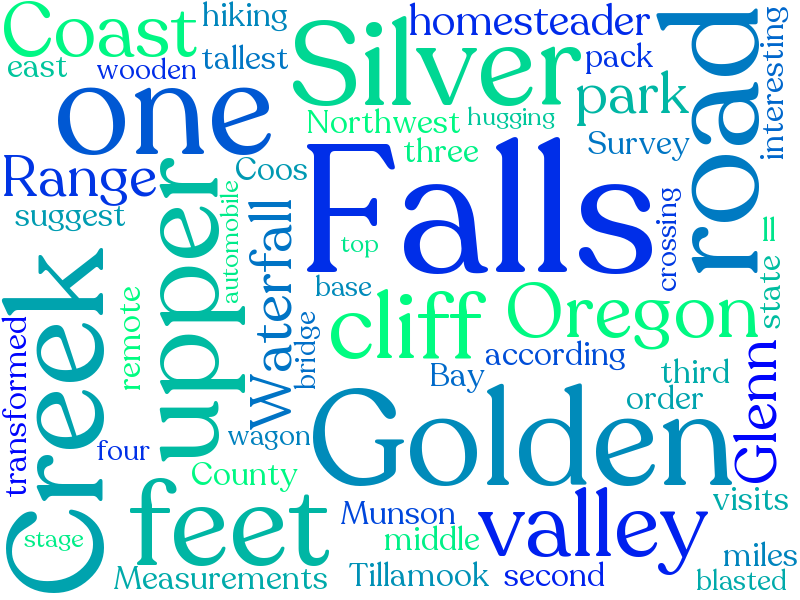 Coast
hiking
homesteader
east
wooden
tallest
Silver
pack
road
interesting
one
park
Northwest
hugging
Survey
three
Range
Coos
Falls
suggest
upper
automobile
Waterfall
top
crossing
ll
state
Creek
remote
base
bridge
cliff
Oregon
transformed
according
Bay
third
order
Glenn
Golden
four
wagon
County
feet
Munson
valley
visits
stage
middle
miles
Measurements
Tillamook
second
blasted